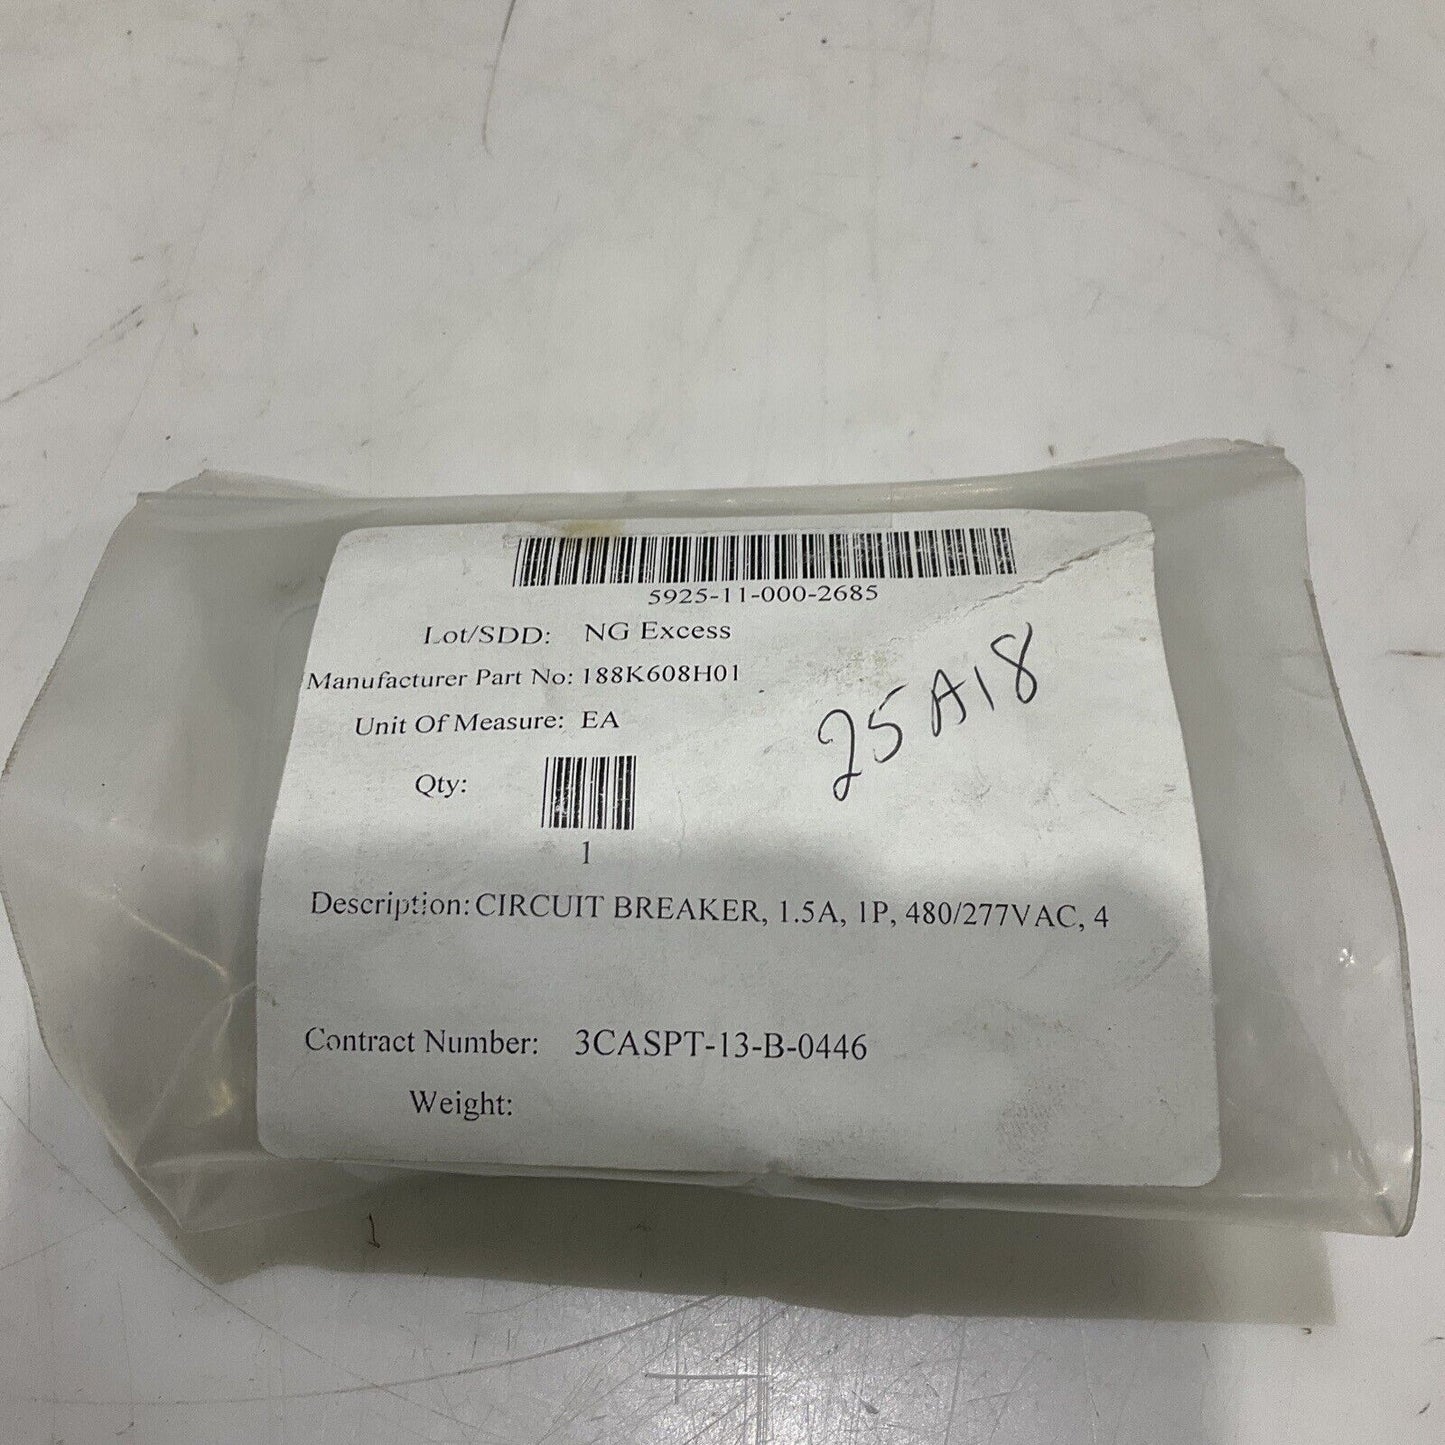 5925-11-000-2685
Lot/SDD: NG Excess
Manufacturer Part No: 188K608H01
Unit Of Measure: EA
25A18
Qty:
1
Description: CIRCUIT BREAKER, 1.5A, 1P, 480/277VAC, 4
Contract Number: 3CASPT-13-B-0446
Weight: